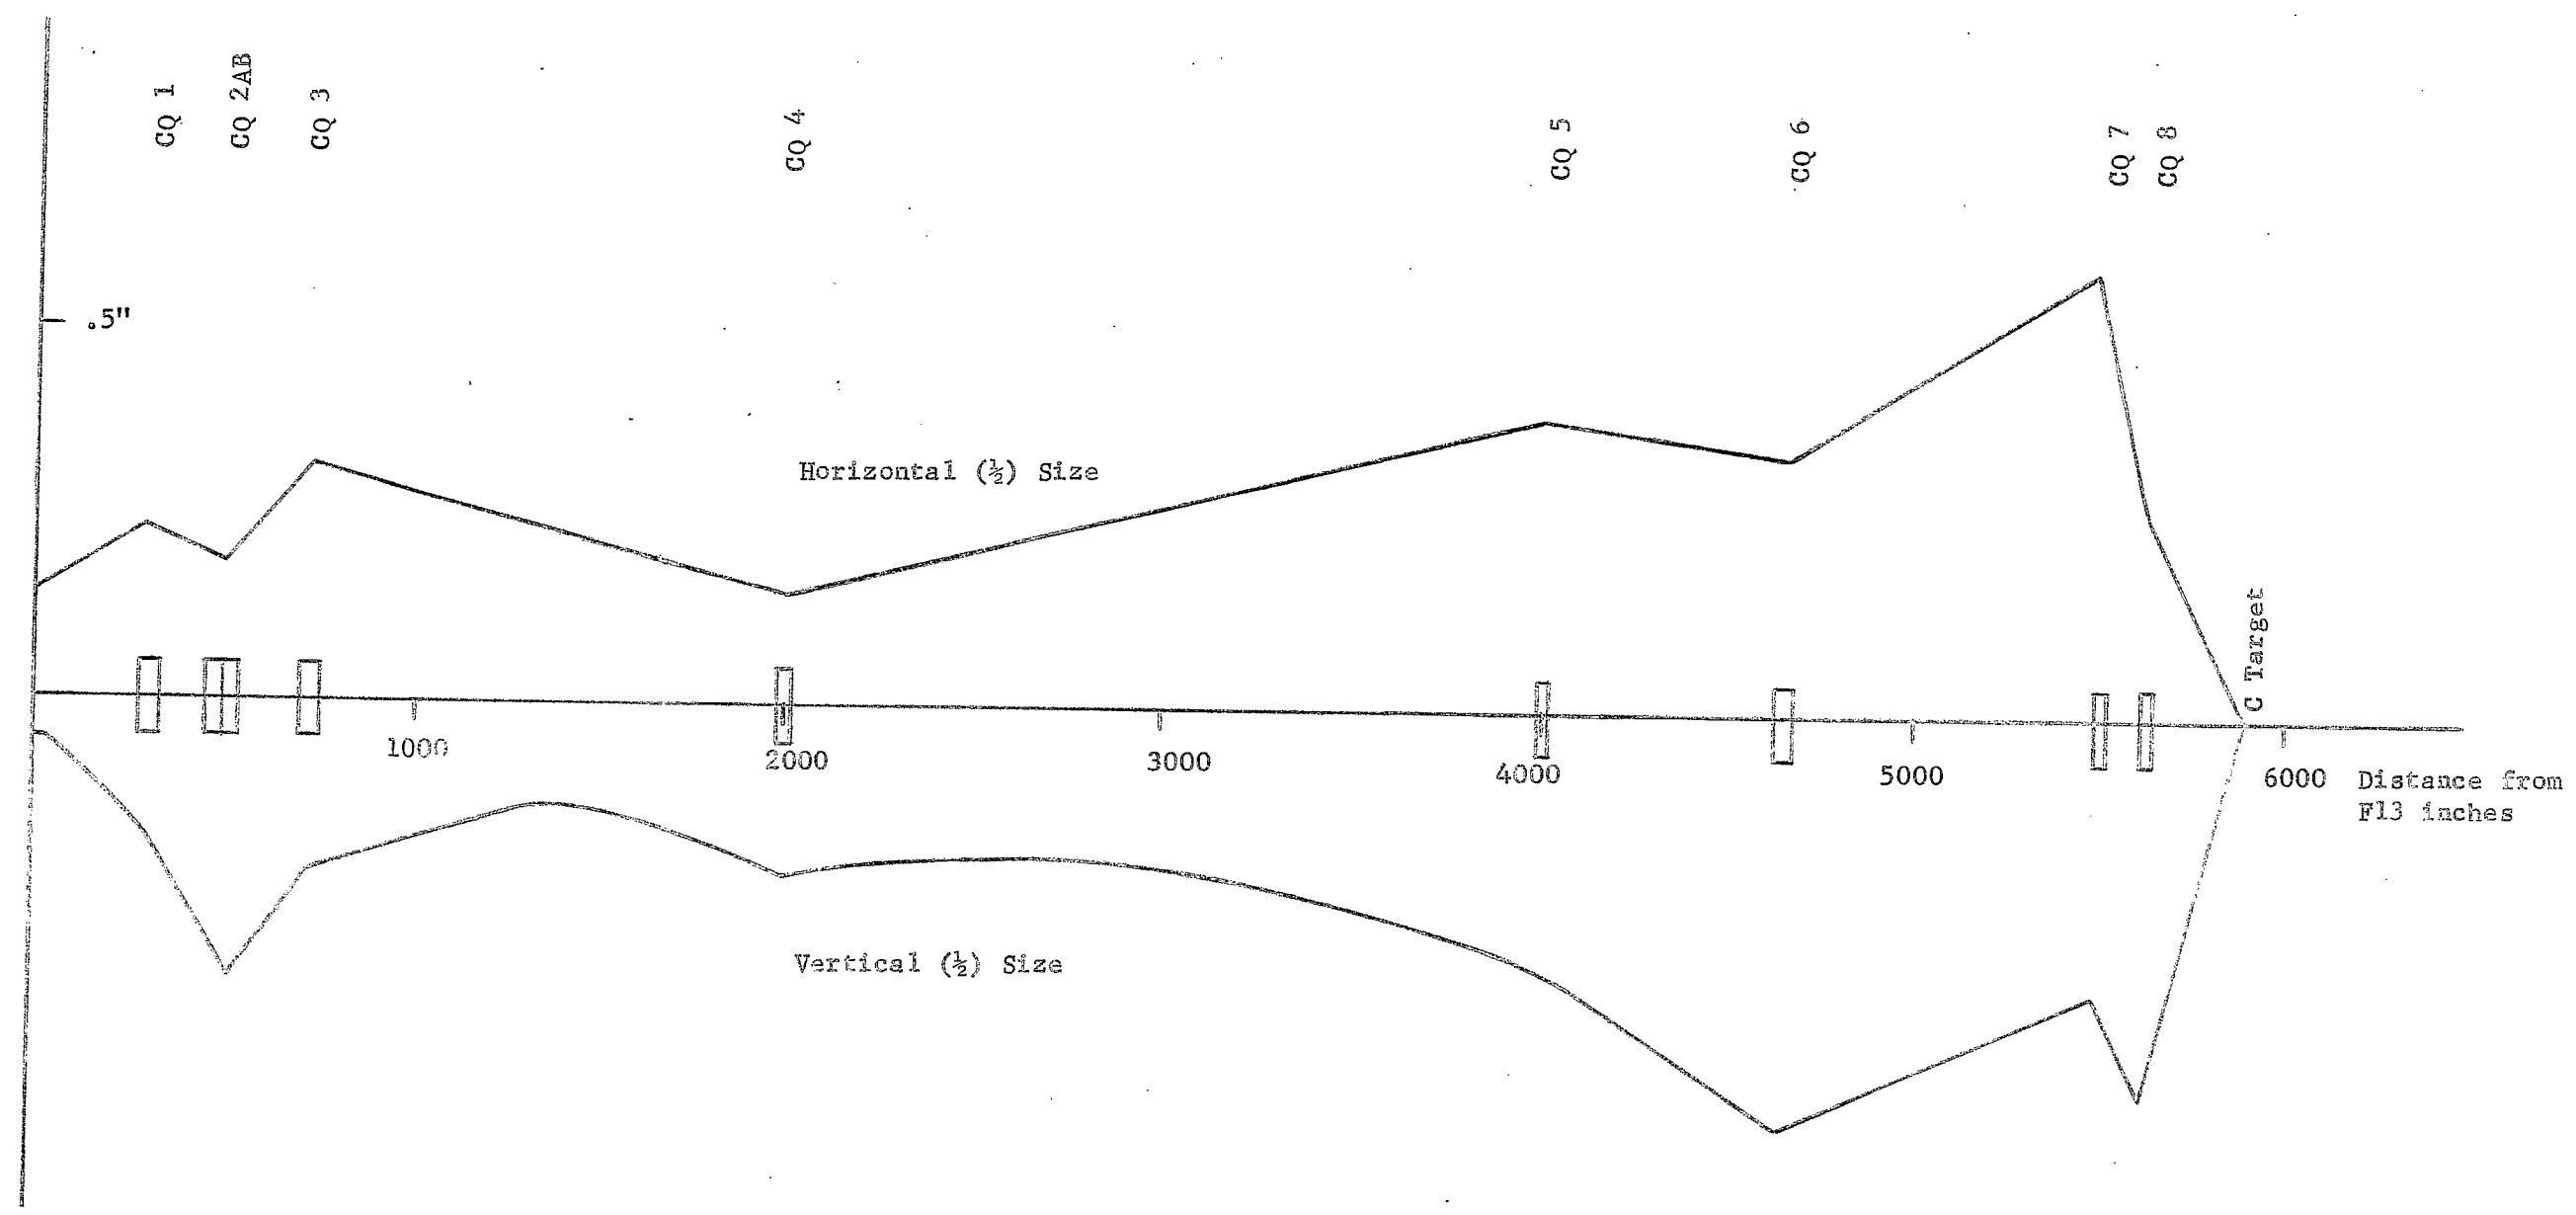 CQ 1
CQ 2AB
CQ 3
CQ 4
CQ 5
CQ 6
CQ 7
CQ 8
.5"
Horizontal (½) Size
C Target
1000
2000
3000
4000
5000
6000
Distance from
F13 inches
Vertical (½) Size